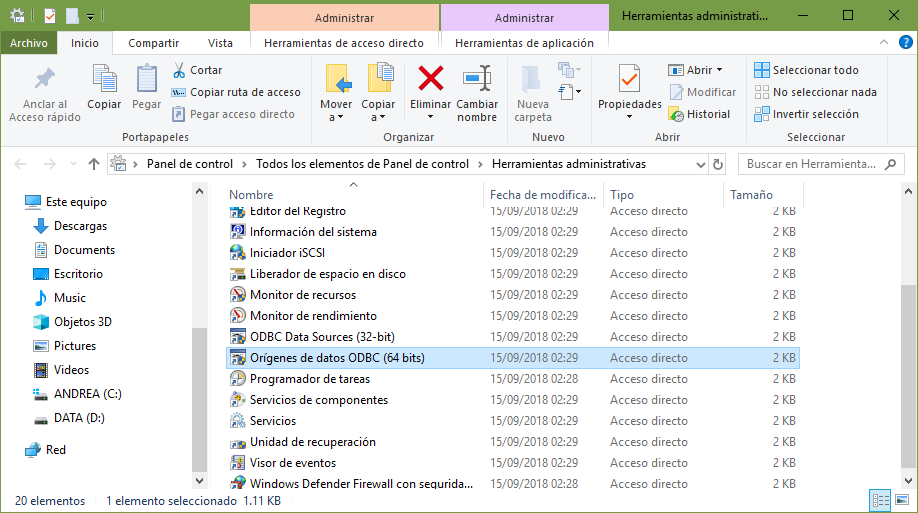 Administrar
Administrar
Herramientas administrati...
Archivo
Inicio
Compartir
Vista
Herramientas de acceso directo
Herramientas de aplicación
Anclar al
Acceso rápido
Copiar
Pegar
Cortar
Copiar ruta de acceso
Pegar acceso directo
Portapapeles
Mover
a
Copiar
a
Eliminar
Cambiar
nombre
Organizar
Nueva
carpeta
Nuevo
Propiedades
Abrir
Modificar
Historial
Abrir
Seleccionar todo
No seleccionar nada
Invertir selección
Seleccionar
Panel de control > Todos los elementos de Panel de control > Herramientas administrativas
Buscar en Herramienta...
Este equipo
Descargas
Documents
Escritorio
Music
Objetos 3D
Pictures
Videos
ANDREA (C:)
DATA (D:)
Red
Nombre Fecha de modifica... Tipo Tamaño
Editor del Registro 15/09/2018 02:29 Acceso directo 2 KB
Información del sistema 15/09/2018 02:29 Acceso directo 2 KB
Iniciador iSCSI 15/09/2018 02:29 Acceso directo 2 KB
Liberador de espacio en disco 15/09/2018 02:29 Acceso directo 2 KB
Monitor de recursos 15/09/2018 02:29 Acceso directo 2 KB
Monitor de rendimiento 15/09/2018 02:29 Acceso directo 2 KB
ODBC Data Sources (32-bit) 15/09/2018 02:29 Acceso directo 2 KB
Orígenes de datos ODBC (64 bits) 15/09/2018 02:29 Acceso directo 2 KB
Programador de tareas 15/09/2018 02:28 Acceso directo 2 KB
Servicios de componentes 15/09/2018 02:29 Acceso directo 2 KB
Servicios 15/09/2018 02:29 Acceso directo 2 KB
Unidad de recuperación 15/09/2018 02:29 Acceso directo 2 KB
Visor de eventos 15/09/2018 02:29 Acceso directo 2 KB
Windows Defender Firewall con segurida... 15/09/2018 02:28 Acceso directo 2 KB
20 elementos 1 elemento seleccionado 1.11 KB